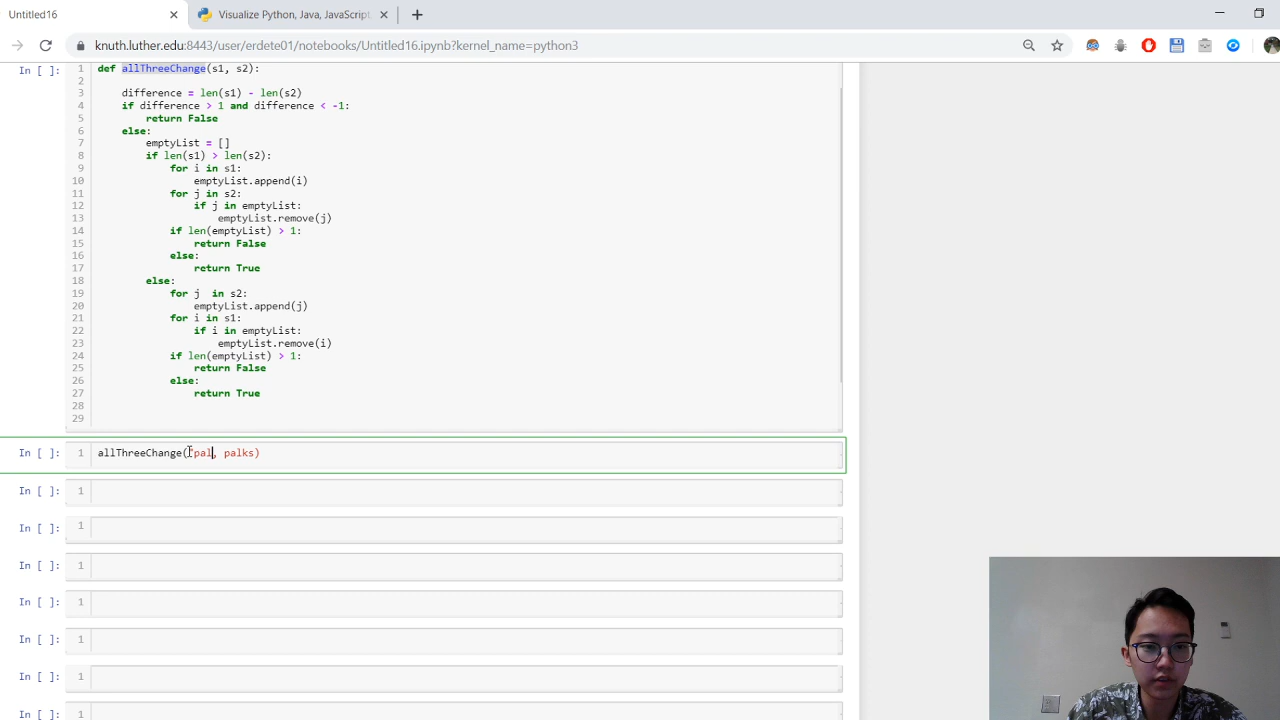 Untitled16
Visualize Python, Java, JavaScript,
knuth.luther.edu:8443/user/erdete01/notebooks/Untitled16.ipynb?kernel_name=python3
In [ ]:
1 def allThreeChange(s1, s2):
2
3 difference = len(s1) - len(s2)
4 if difference > 1 and difference < -1:
5 return False
6 else:
7 emptyList = []
8 if len(s1) > len(s2):
9 for i in s1:
10 emptyList.append(i)
11 for j in s2:
12 if j in emptyList:
13 emptyList.remove(j)
14 if len(emptyList) > 1:
15 return False
16 else:
17 return True
18 else:
19 for j  in s2:
20 emptyList.append(j)
21 for i in s1:
22 if i in emptyList:
23 emptyList.remove(i)
24 if len(emptyList) > 1:
25 return False
26 else:
27 return True
28
29
In [ ]: 1 allThreeChange("pal, palks)
In [ ]: 1
In [ ]: 1
In [ ]: 1
In [ ]: 1
In [ ]: 1
In [ ]: 1
In [ ]: 1